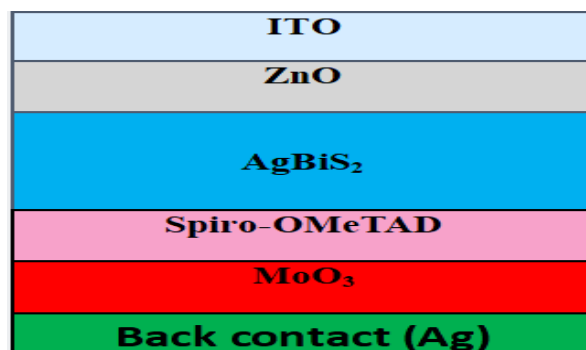 ITO
ZnO
AgBiS₂
Spiro-OMeTAD
MoO₃
Back contact (Ag)